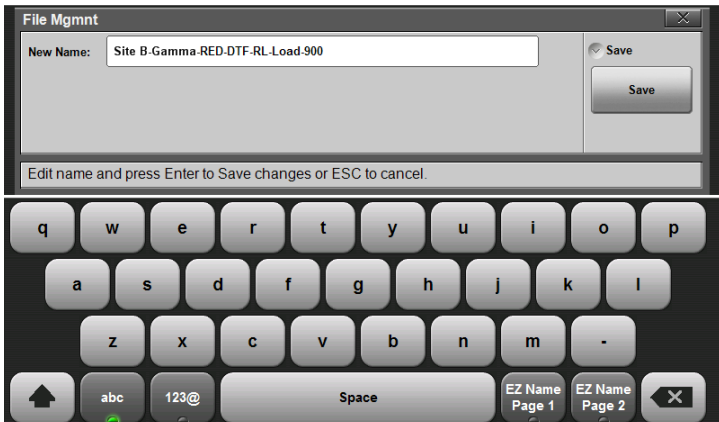 File Mgmnt
New Name: Site B-Gamma-RED-DTF-RL-Load-900
Save
Save
Edit name and press Enter to Save changes or ESC to cancel.
q w e r t y u i o p
a s d f g h j k l
z x c v b n m -
abc 123@ Space EZ Name Page 1 EZ Name Page 2